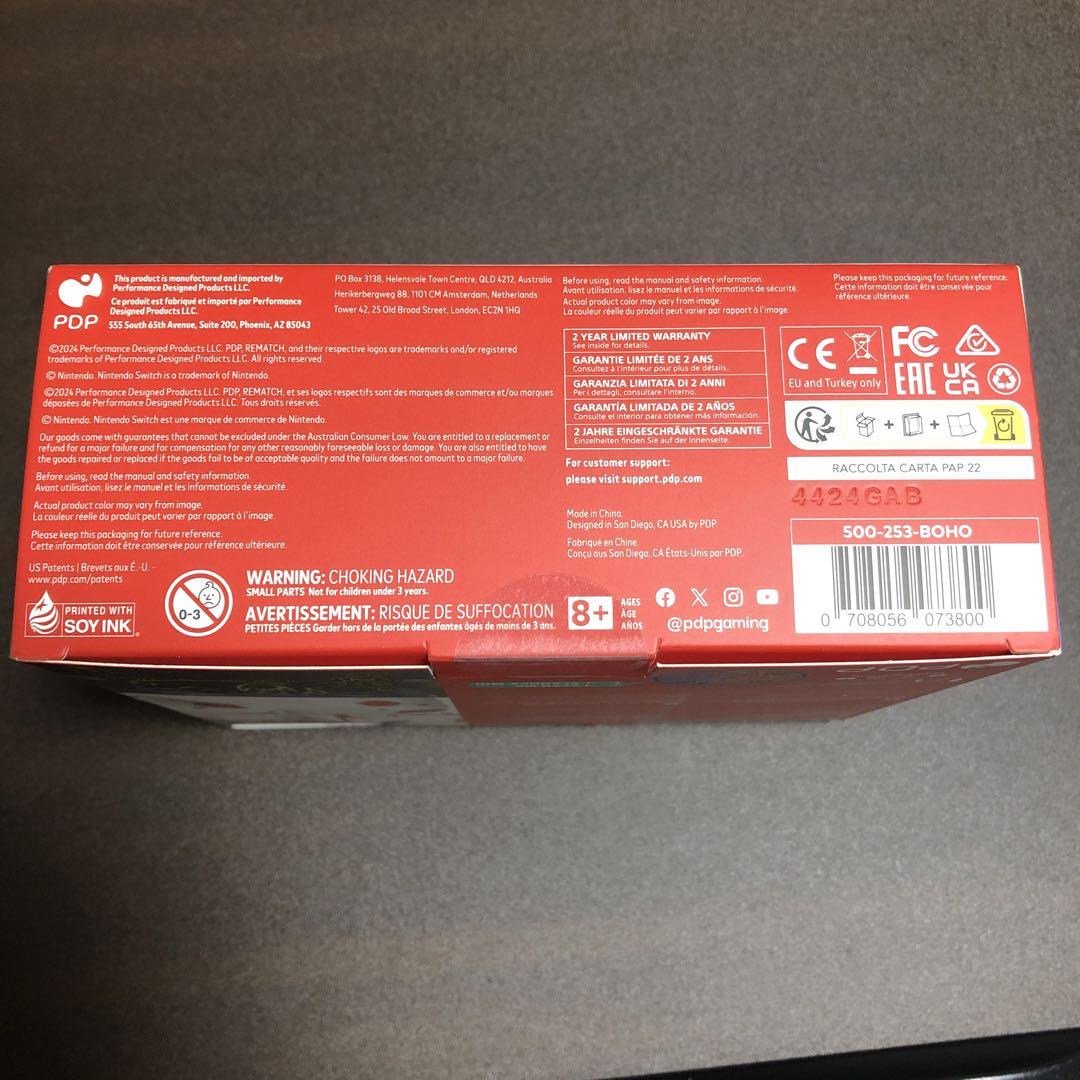 PDP
This product is manufactured and imported by
Performance Designed Products LLC.
Ce produit est fabriqué et importé par Performance
Designed Products LLC.
555 South 65th Avenue, Suite 200, Phoenix, AZ 85043
PO Box 3138, Helensvale Town Centre, QLD 4212, Australia
Herikerbergweg 88, 1101 CM Amsterdam, Netherlands
Tower 42, 25 Old Broad Street, London, EC2N 1HQ
©2024 Performance Designed Products LLC. PDP, REMATCH, and their respective logos are trademarks and/or registered
trademarks of Performance Designed Products LLC. All rights reserved.
© Nintendo. Nintendo Switch is a trademark of Nintendo.
©2024 Performance Designed Products LLC. PDP, REMATCH, et ses logos respectifs sont des marques de commerce et/ou marques
dépasées de Performance Designed Products LLC. Tous droits réservés.
© Nintendo. Nintendo Switch est une marque de commerce de Nintendo.
Our goods come with guarantees that cannot be excluded under the Australian Consumer Law. You are entitled to a replacement or
refund for a major failure and for compensation for any other reasonably foreseeable loss or damage. You are also entitled to have
the goods repaired or replaced if the goods fail to be of acceptable quality and the failure does not amount to a major failure.
Before using, read the manual and safety information.
Avant utilisation, lisez le manuel et les informations de sécurité.
Actual product color may vary from image.
La couleur réelle du produit peut varier par rapport à l'image.
Please keep this packaging for future reference.
Cette information doit être conservée pour référence ultérieure.
US Patents | Brevets aux É.-U. -
www.pdp.com/patents
PRINTED WITH
SOY INK
0-3
WARNING: CHOKING HAZARD
SMALL PARTS Not for children under 3 years.
AVERTISSEMENT: RISQUE DE SUFFOCATION
PETITES PIÈCES Garder hors de la portée des enfantes âgés de mains de 3 ans.
8+
AGES
ÂGE
AÑOS
Before using, read the manual and safety information.
Avant utilisation, lisez le manuel et les informations de sécurité.
Actual product color may vary from image.
La couleur réelle du produit peut varier par rapport à l'image.
2 YEAR LIMITED WARRANTY
See inside for details.
GARANTIE LIMITÉE DE 2 ANS
Consultez à l'intérieur pour plus de détails.
GARANZIA LIMITATA DI 2 ANNI
Per i dettagli, consultare l'interno.
GARANTÍA LIMITADA DE 2 AÑOS
Consulte el interior para obtener más información.
2 JAHRE EINGESCHRÄNKTE GARANTIE
Einzelheiten finden Sie auf der Innenseite.
For customer support:
please visit support.pdp.com
Made in China.
Designed in San Diego, CA USA by PDP.
Fabriqué en Chine.
Conçu aus San Diego, CA États-Unis par PDP.
@pdpgaming
Please keep this packaging for future reference.
Cette information doit être conservée pour
référence ultérieure.
CE
EU and Turkey only
FC
EAC
UK
CA
RACCOLTA CARTA PAP 22
4424GAB
500-253-BOHO
0 708056 073800